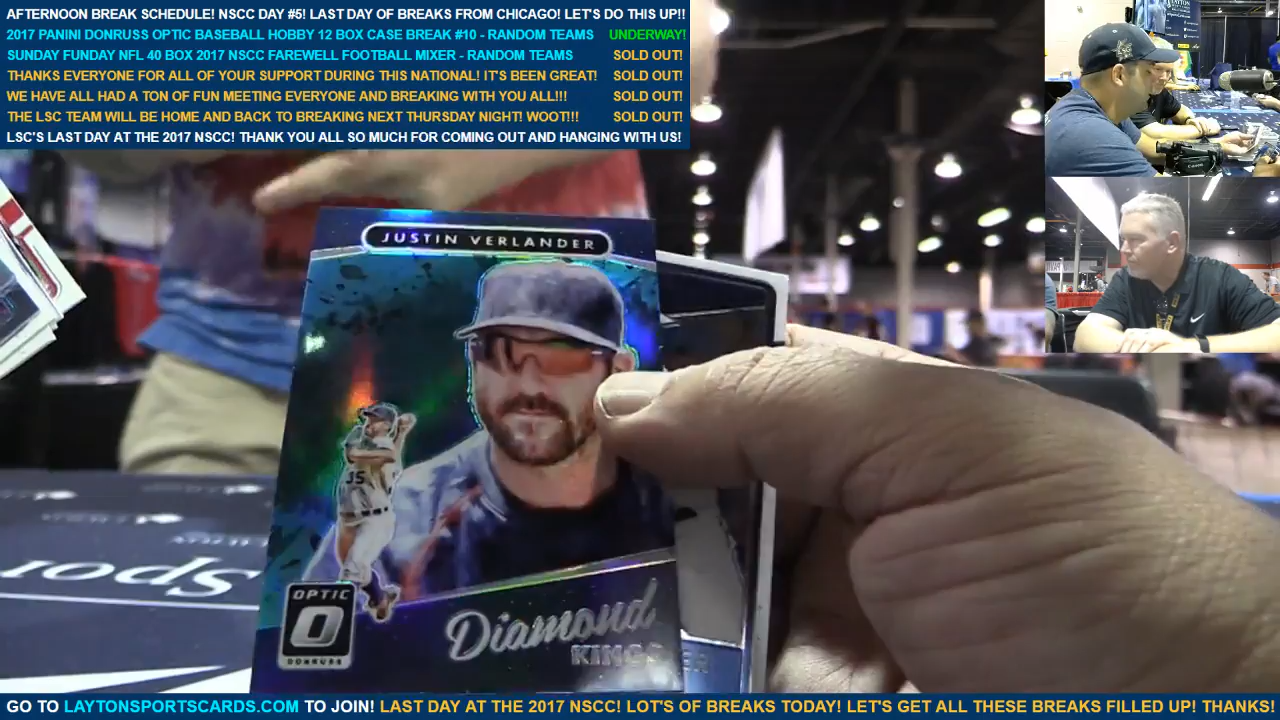 AFTERNOON BREAK SCHEDULE! NSCC DAY #5! LAST DAY OF BREAKS FROM CHICAGO! LET'S DO THIS UP!!
2017 PANINI DONRUSS OPTIC BASEBALL HOBBY 12 BOX CASE BREAK #10 - RANDOM TEAMS UNDERWAY!
SUNDAY FUNDAY NFL 40 BOX 2017 NSCC FAREWELL FOOTBALL MIXER - RANDOM TEAMS SOLD OUT!
THANKS EVERYONE FOR ALL OF YOUR SUPPORT DURING THIS NATIONAL! IT'S BEEN GREAT! SOLD OUT!
WE HAVE ALL HAD A TON OF FUN MEETING EVERYONE AND BREAKING WITH YOU ALL!!! SOLD OUT!
THE LSC TEAM WILL BE HOME AND BACK TO BREAKING NEXT THURSDAY NIGHT! WOOT!!! SOLD OUT!
LSC'S LAST DAY AT THE 2017 NSCC! THANK YOU ALL SO MUCH FOR COMING OUT AND HANGING WITH US!
JUSTIN VERLANDER
35
OPTIC
O
DONRUSS
Diamond
KINGS
Spor
GO TO LAYTONSPORTSCARDS.COM TO JOIN! LAST DAY AT THE 2017 NSCC! LOT'S OF BREAKS TODAY! LET'S GET ALL THESE BREAKS FILLED UP! THANKS!